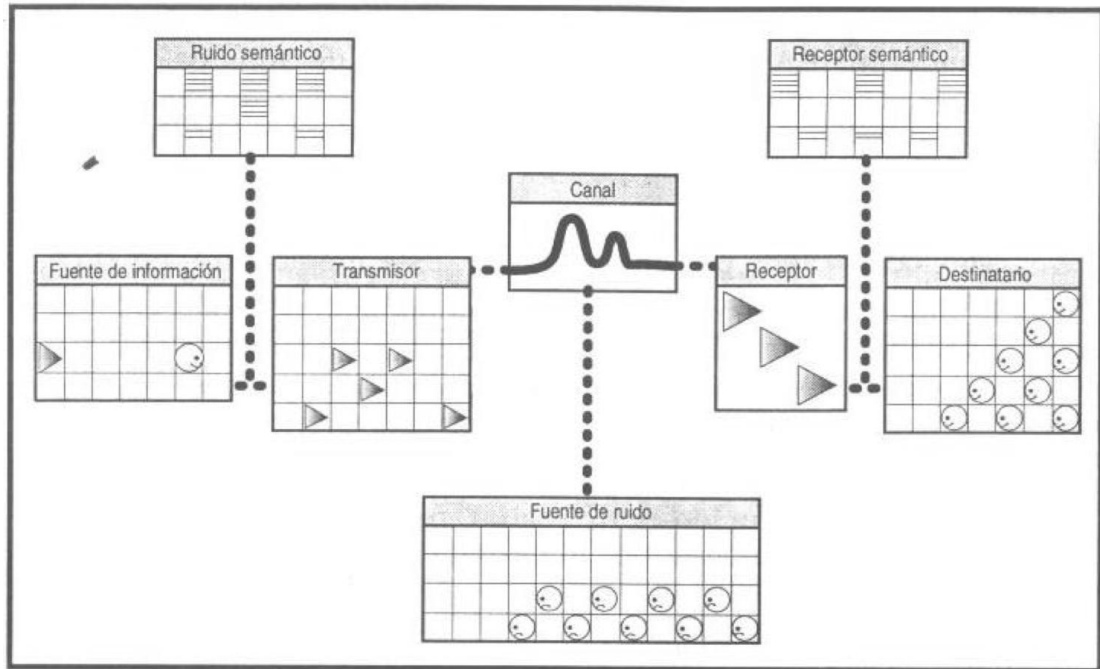 Ruido semántico
Receptor semántico
Canal
Fuente de información
Transmisor
Receptor
Destinatario
Fuente de ruido